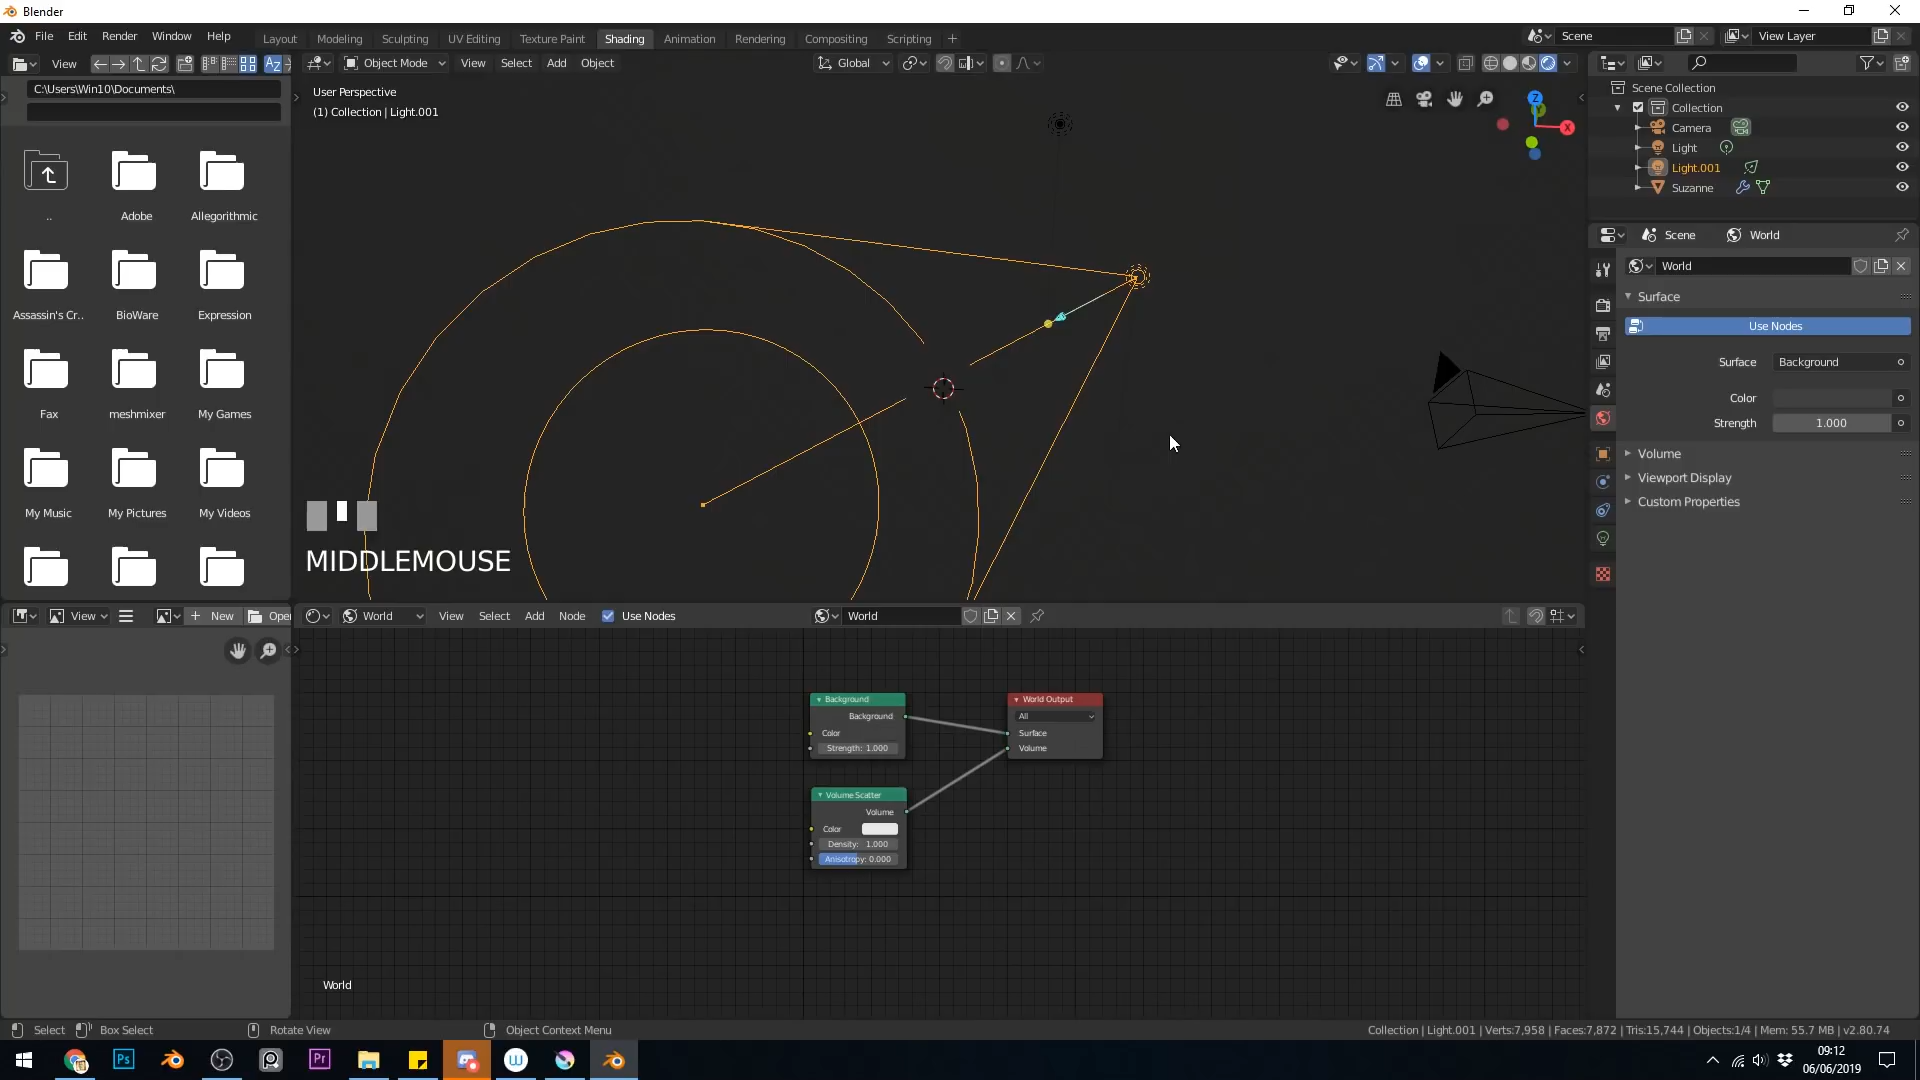 Blender
File Edit Render Window Help
Layout Modeling Sculpting UV Editing Texture Paint Shading Animation Rendering Compositing Scripting +
Scene
View Layer
View
Object Mode View Select Add Object
Global
C:\Users\Win10\Documents\
User Perspective
(1) Collection | Light.001
Z
X
Scene Collection
Collection
Camera
Light
Light.001
Suzanne
..
Adobe
Allegorithmic
Assassin's Cr..
BioWare
Expression
Fax
meshmixer
My Games
My Music
My Pictures
My Videos
MIDDLEMOUSE
Scene World
World
Surface
Use Nodes
Surface Background
Color
Strength 1.000
Volume
Viewport Display
Custom Properties
View
New
Open
World View Select Add Node Use Nodes
World
Background
Background
Color
Strength: 1.000
World Output
All
Surface
Volume
Volume Scatter
Volume
Color
Density: 1.000
Anisotropy: 0.000
World
Select Box Select Rotate View Object Context Menu
Collection | Light.001 | Verts:7,958 | Faces:7,872 | Tris:15,744 | Objects:1/4 | Mem: 55.7 MB | v2.80.74
Ps
Pr
09:12
06/06/2019